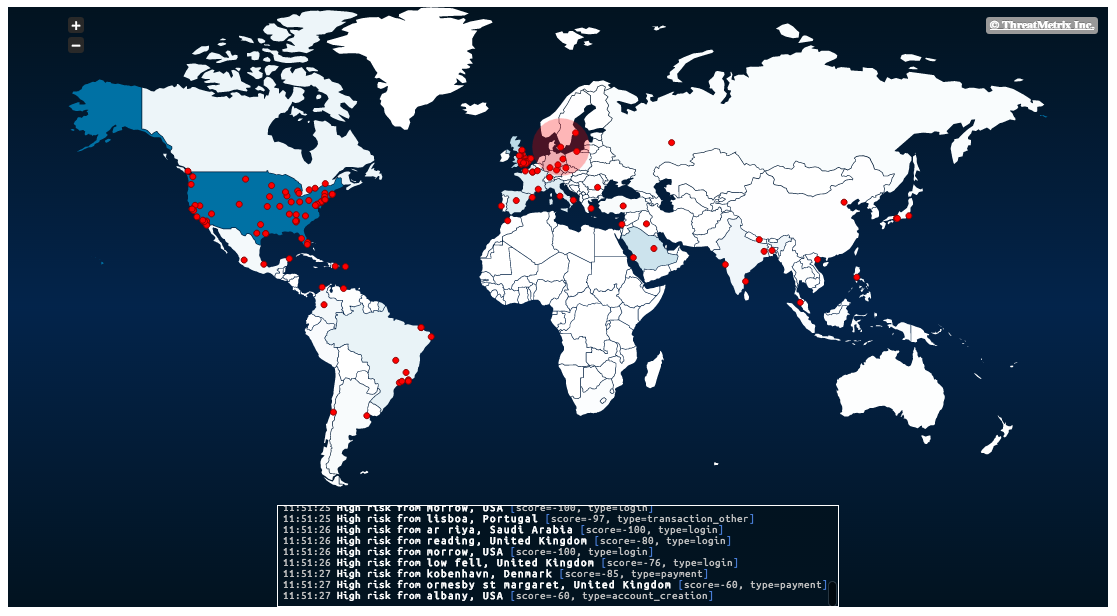 +
© ThreatMetrix Inc.
−
11:51:25 High risk from morrow, USA [score=-100, type=login]
11:51:25 High risk from lisboa, Portugal [score=-97, type=transaction_other]
11:51:26 High risk from ar riya, Saudi Arabia [score=-100, type=login]
11:51:26 High risk from reading, United Kingdom [score=-80, type=login]
11:51:26 High risk from morrow, USA [score=-100, type=login]
11:51:26 High risk from low fell, United Kingdom [score=-76, type=login]
11:51:27 High risk from kobenhavn, Denmark [score=-85, type=payment]
11:51:27 High risk from ormesby st margaret, United Kingdom [score=-60, type=payment]
11:51:27 High risk from albany, USA [score=-60, type=account_creation]